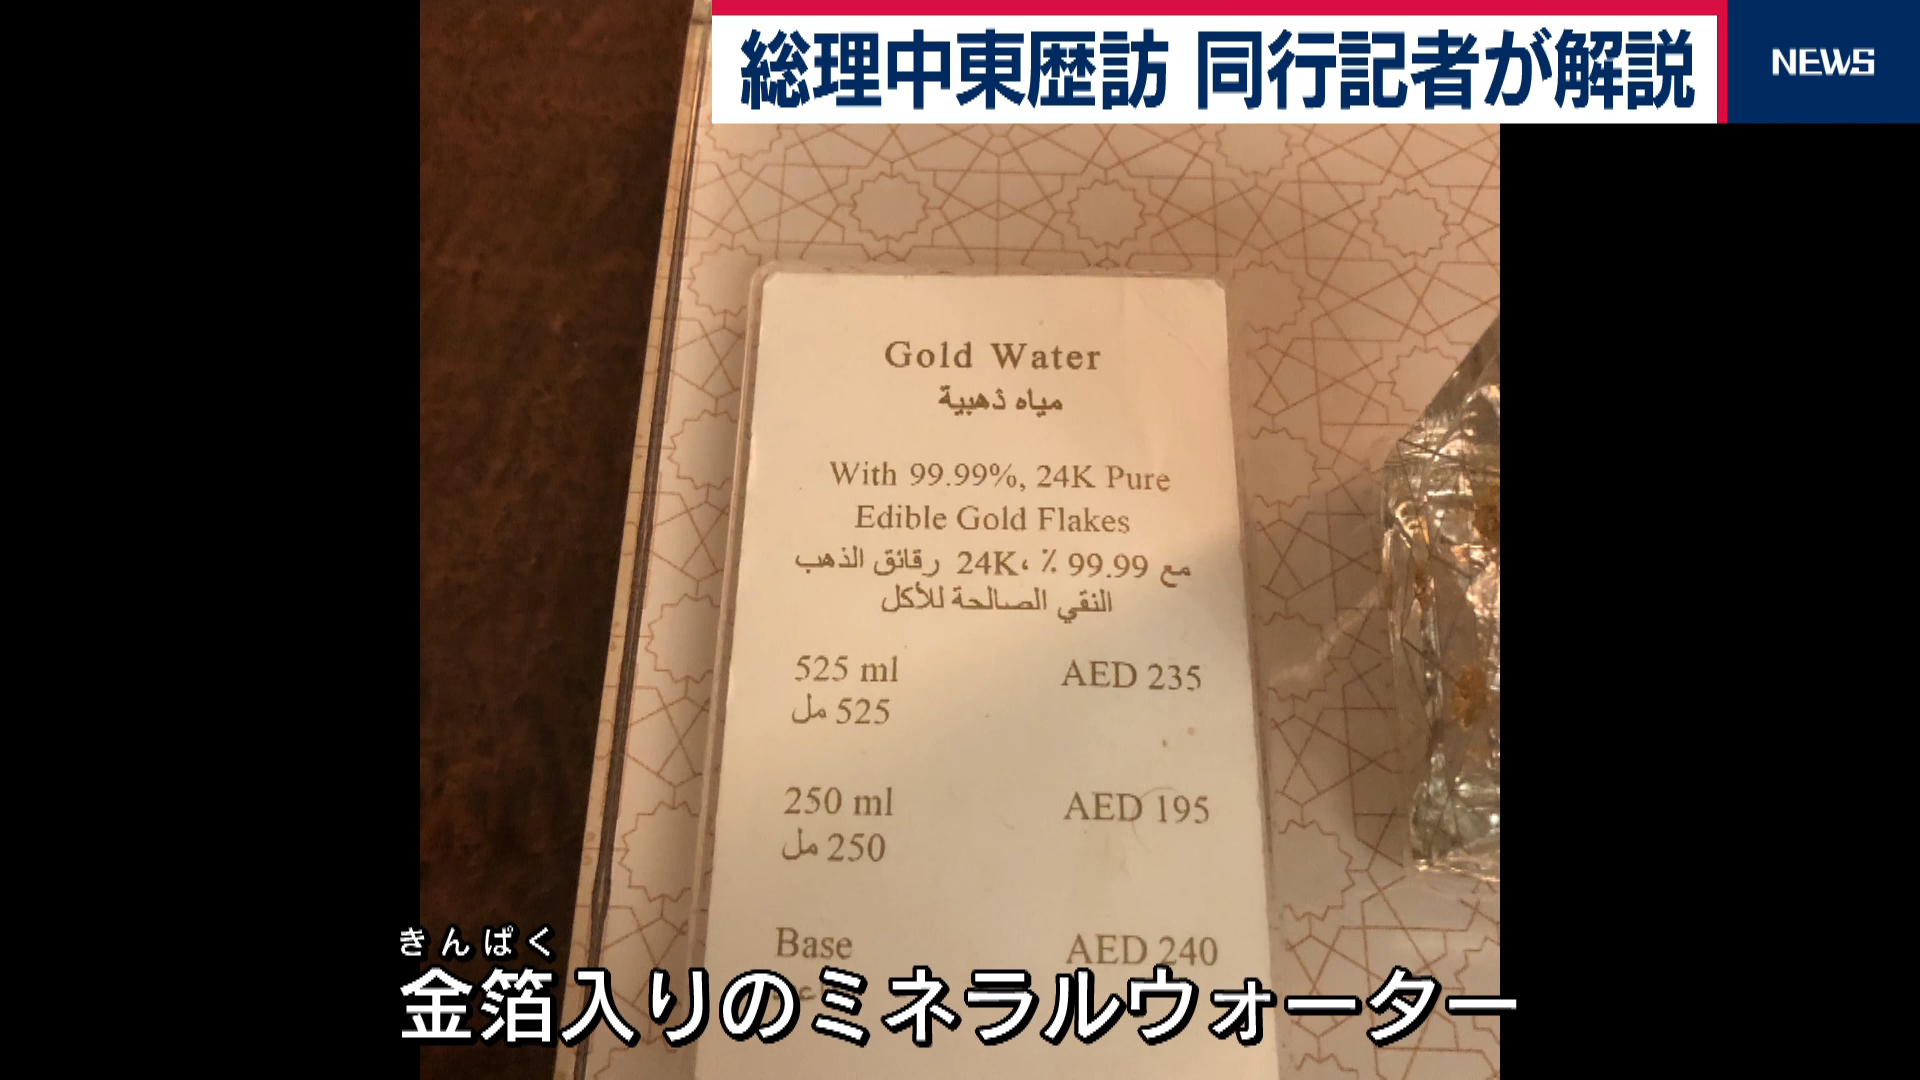 総理中東歴訪 同行記者が解説
NEWS
Gold Water
مياه ذهبية
With 99.99%, 24K Pure
Edible Gold Flakes
مع 99.99 ٪ ،24K رقائق الذهب
النقي الصالحة للأكل
525 ml AED 235
525 مل
250 ml AED 195
250 مل
Base AED 240
きんぱく
金箔入りのミネラルウォーター